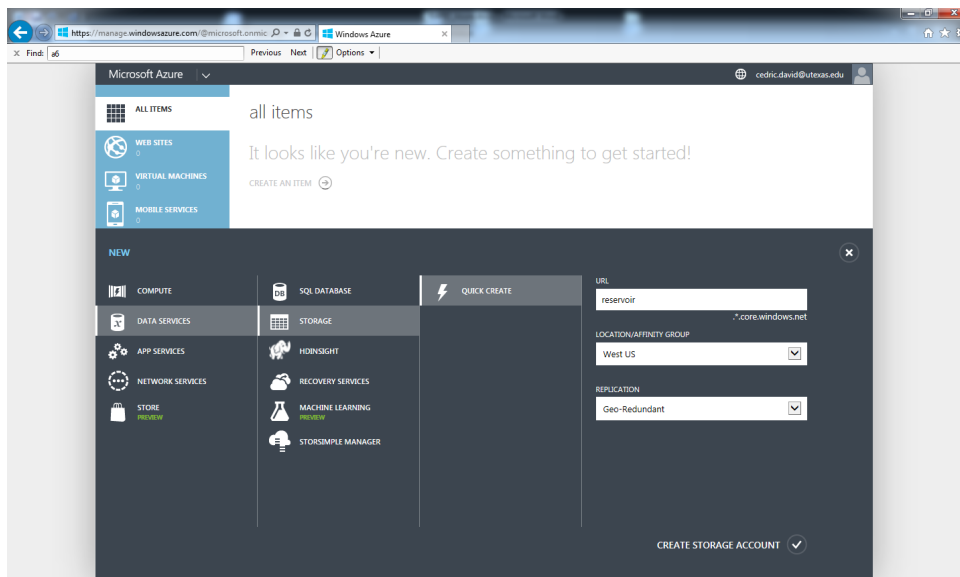 https://manage.windowsazure.com/@microsoft.onmic
Windows Azure
x Find: a6 Previous Next Options
Microsoft Azure cedric.david@utexas.edu
ALL ITEMS
WEB SITES
0
VIRTUAL MACHINES
0
MOBILE SERVICES
0
all items
It looks like you're new. Create something to get started!
CREATE AN ITEM
NEW
COMPUTE
DATA SERVICES
APP SERVICES
NETWORK SERVICES
STORE
PREVIEW
DB
SQL DATABASE
STORAGE
HDINSIGHT
RECOVERY SERVICES
MACHINE LEARNING
PREVIEW
STORSIMPLE MANAGER
QUICK CREATE
URL
reservoir
.*.core.windows.net
LOCATION/AFFINITY GROUP
West US
REPLICATION
Geo-Redundant
CREATE STORAGE ACCOUNT